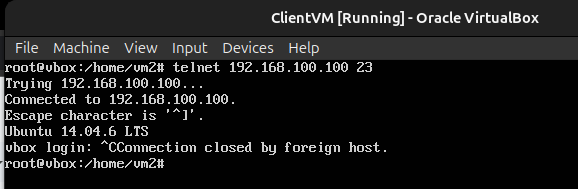 ClientVM [Running] - Oracle VirtualBox
File Machine View Input Devices Help
root@vbox:/home/vm2# telnet 192.168.100.100 23
Trying 192.168.100.100...
Connected to 192.168.100.100.
Escape character is '^]'.
Ubuntu 14.04.6 LTS
vbox login: ^CConnection closed by foreign host.
root@vbox:/home/vm2#